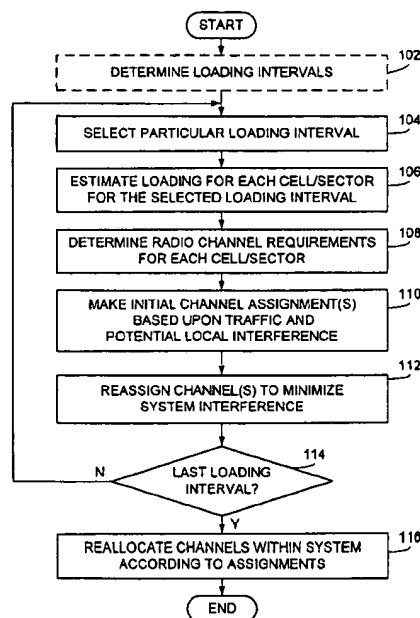 START
102
DETERMINE LOADING INTERVALS
104
SELECT PARTICULAR LOADING INTERVAL
106
ESTIMATE LOADING FOR EACH CELL/SECTOR
FOR THE SELECTED LOADING INTERVAL
108
DETERMINE RADIO CHANNEL REQUIREMENTS
FOR EACH CELL/SECTOR
110
MAKE INITIAL CHANNEL ASSIGNMENT(S)
BASED UPON TRAFFIC AND
POTENTIAL LOCAL INTERFERENCE
112
REASSIGN CHANNEL(S) TO MINIMIZE
SYSTEM INTERFERENCE
114
N
LAST LOADING
INTERVAL?
Y
116
REALLOCATE CHANNELS WITHIN SYSTEM
ACCORDING TO ASSIGNMENTS
END